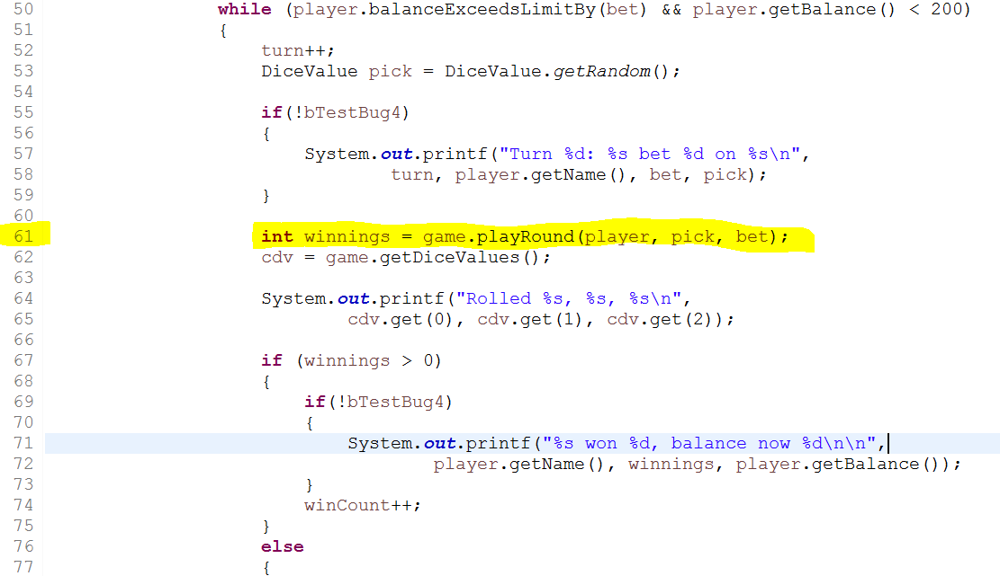 50 while (player.balanceExceedsLimitBy(bet) && player.getBalance() < 200)
51 {
52 turn++;
53 DiceValue pick = DiceValue.getRandom();
54
55 if(!bTestBug4)
56 {
57 System.out.printf("Turn %d: %s bet %d on %s\n",
58 turn, player.getName(), bet, pick);
59 }
60
61 int winnings = game.playRound(player, pick, bet);
62 cdv = game.getDiceValues();
63
64 System.out.printf("Rolled %s, %s, %s\n",
65 cdv.get(0), cdv.get(1), cdv.get(2));
66
67 if (winnings > 0)
68 {
69 if(!bTestBug4)
70 {
71 System.out.printf("%s won %d, balance now %d\n\n",
72 player.getName(), winnings, player.getBalance());
73 }
74 winCount++;
75 }
76 else
77 {